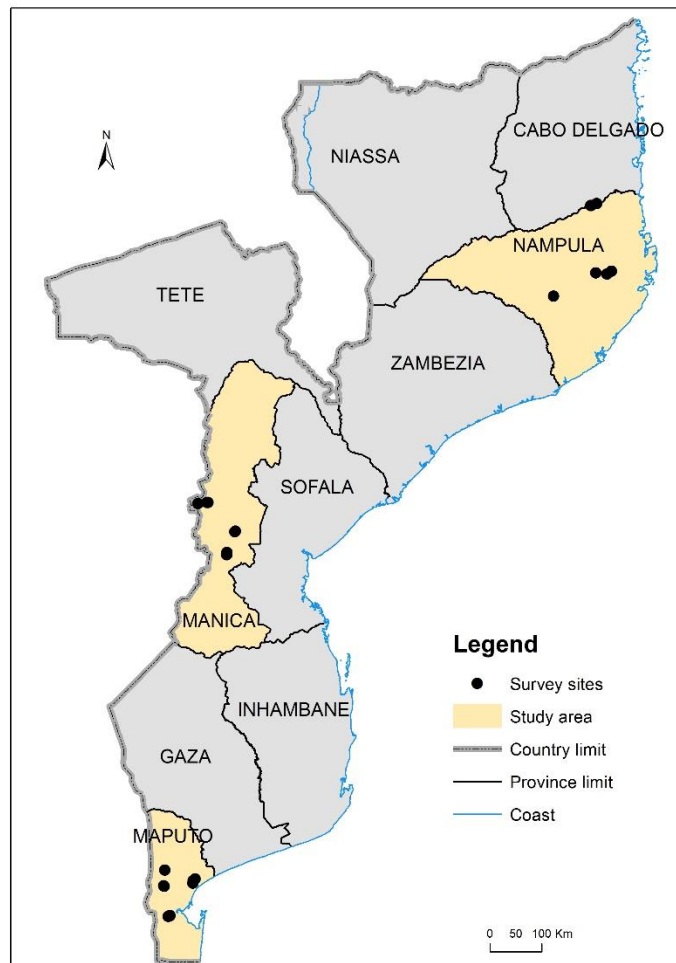 N
CABO DELGADO
NIASSA
NAMPULA
TETE
ZAMBEZIA
SOFALA
MANICA
INHAMBANE
GAZA
MAPUTO
Legend
Survey sites
Study area
Country limit
Province limit
Coast
0 50 100 Km